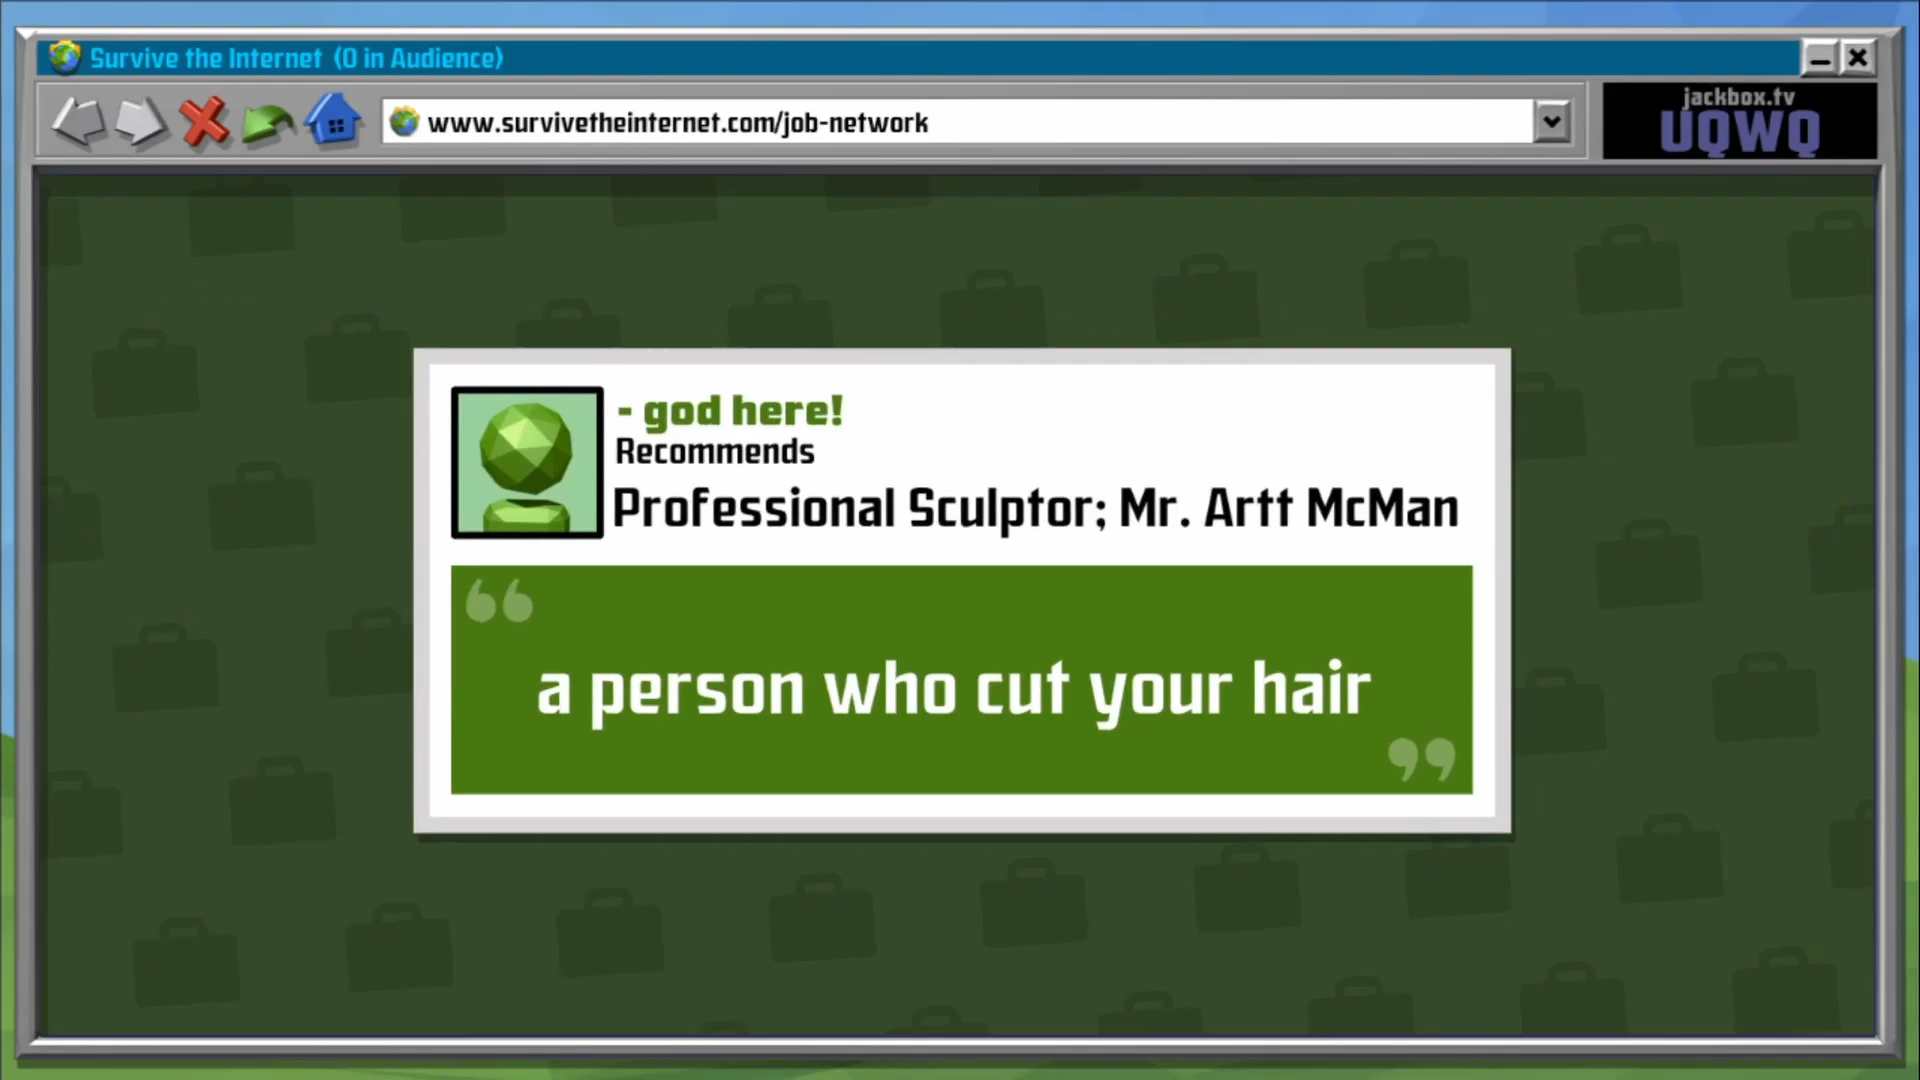 Survive the Internet (0 in Audience)
www.survivetheinternet.com/job-network
jackbox.tv
UQWQ
- god here!
Recommends
Professional Sculptor; Mr. Artt McMan
“
a person who cut your hair
”